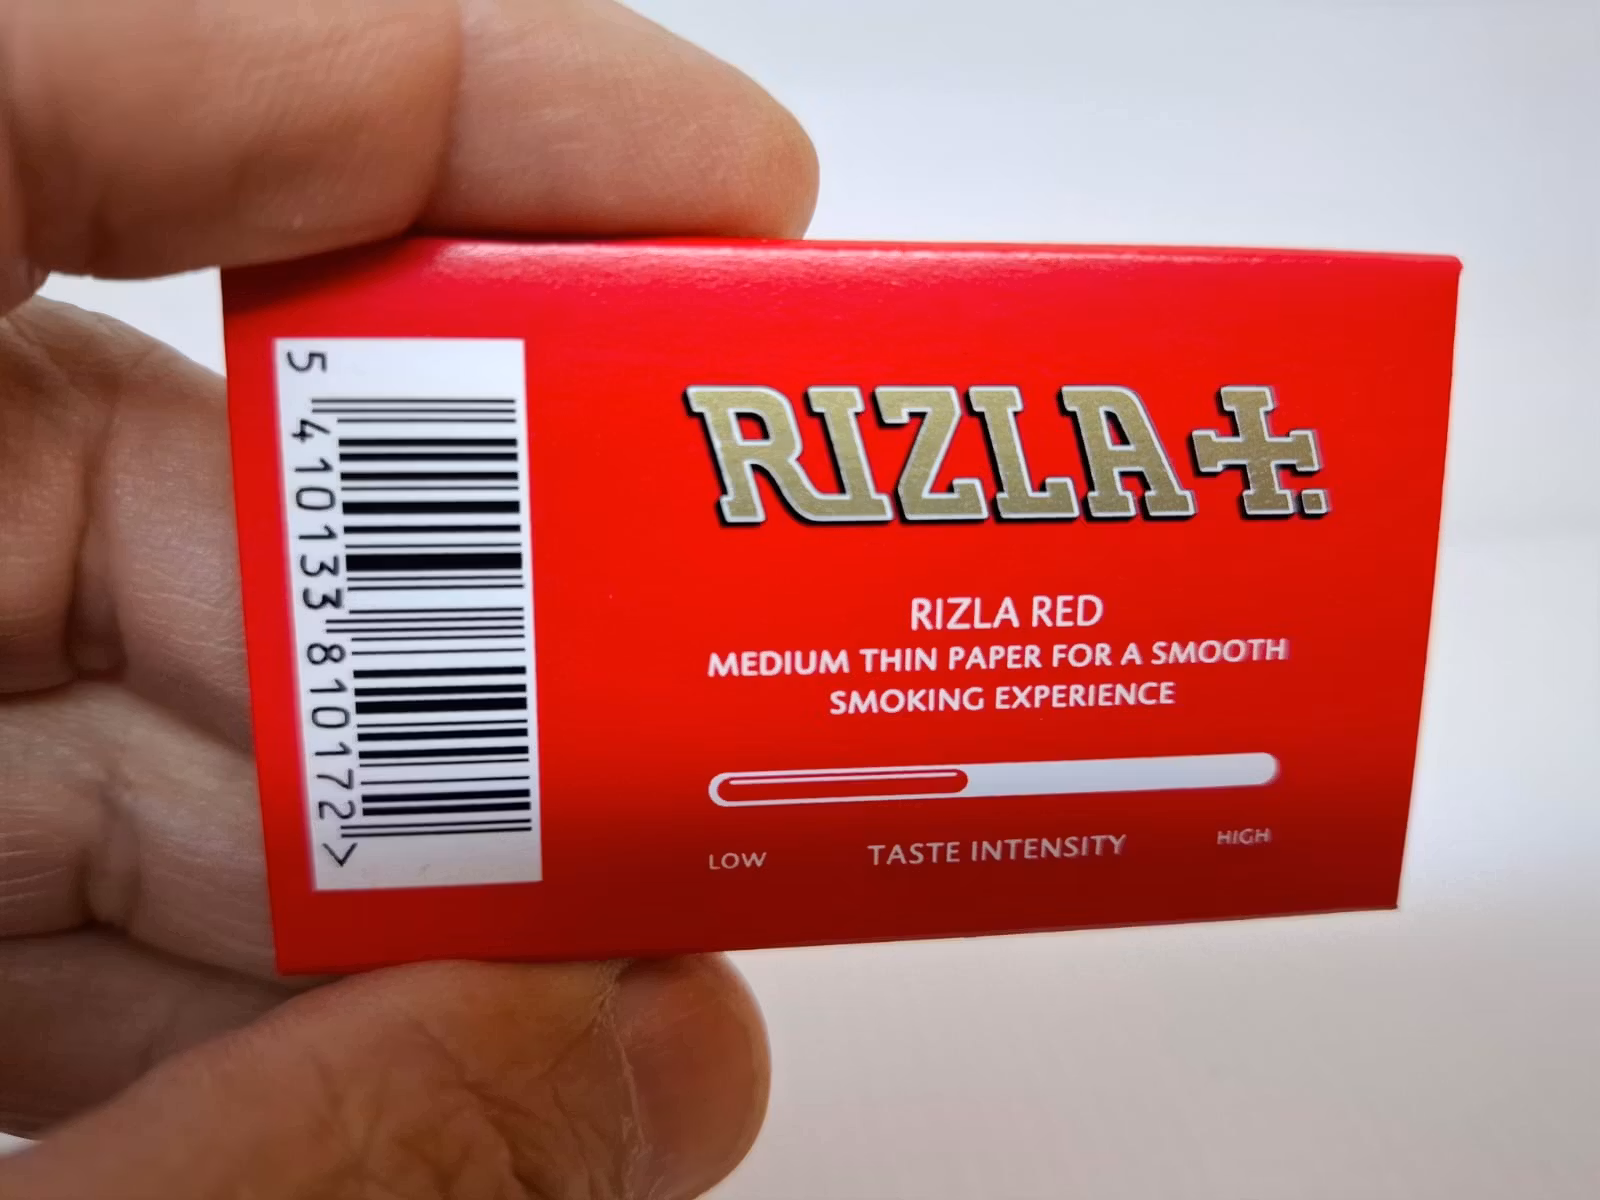 5 410133 810172 >
RIZLA+.
RIZLA RED
MEDIUM THIN PAPER FOR A SMOOTH
SMOKING EXPERIENCE
LOW TASTE INTENSITY HIGH